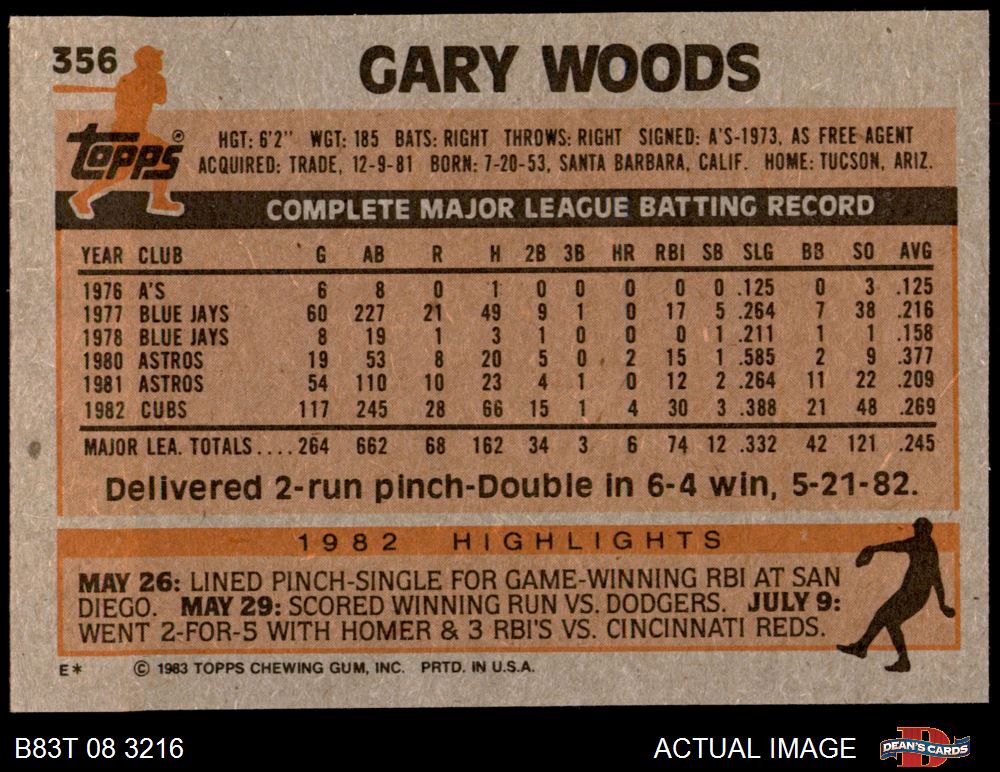 356 GARY WOODS
topps®
HGT: 6'2" WGT: 185 BATS: RIGHT THROWS: RIGHT SIGNED: A'S-1973, AS FREE AGENT
ACQUIRED: TRADE, 12-9-81 BORN: 7-20-53, SANTA BARBARA, CALIF. HOME: TUCSON, ARIZ.
COMPLETE MAJOR LEAGUE BATTING RECORD
YEAR CLUB G AB R H 2B 3B HR RBI SB SLG BB SO AVG
1976 A'S 6 8 0 1 0 0 0 0 0 .125 0 3 .125
1977 BLUE JAYS 60 227 21 49 9 1 0 17 5 .264 7 38 .216
1978 BLUE JAYS 8 19 1 3 1 0 0 0 1 .211 1 1 .158
1980 ASTROS 19 53 8 20 5 0 2 15 1 .585 2 9 .377
1981 ASTROS 54 110 10 23 4 1 0 12 2 .264 11 22 .209
1982 CUBS 117 245 28 66 15 1 4 30 3 .388 21 48 .269
MAJOR LEA. TOTALS....264 662 68 162 34 3 6 74 12 .332 42 121 .245
Delivered 2-run pinch-Double in 6-4 win, 5-21-82.
1982 HIGHLIGHTS
MAY 26: LINED PINCH-SINGLE FOR GAME-WINNING RBI AT SAN
DIEGO. MAY 29: SCORED WINNING RUN VS. DODGERS. JULY 9:
WENT 2-FOR-5 WITH HOMER & 3 RBI'S VS. CINCINNATI REDS.
E* © 1983 TOPPS CHEWING GUM, INC. PRTD. IN U.S.A.
B83T 08 3216 ACTUAL IMAGE D DEAN'S CARDS